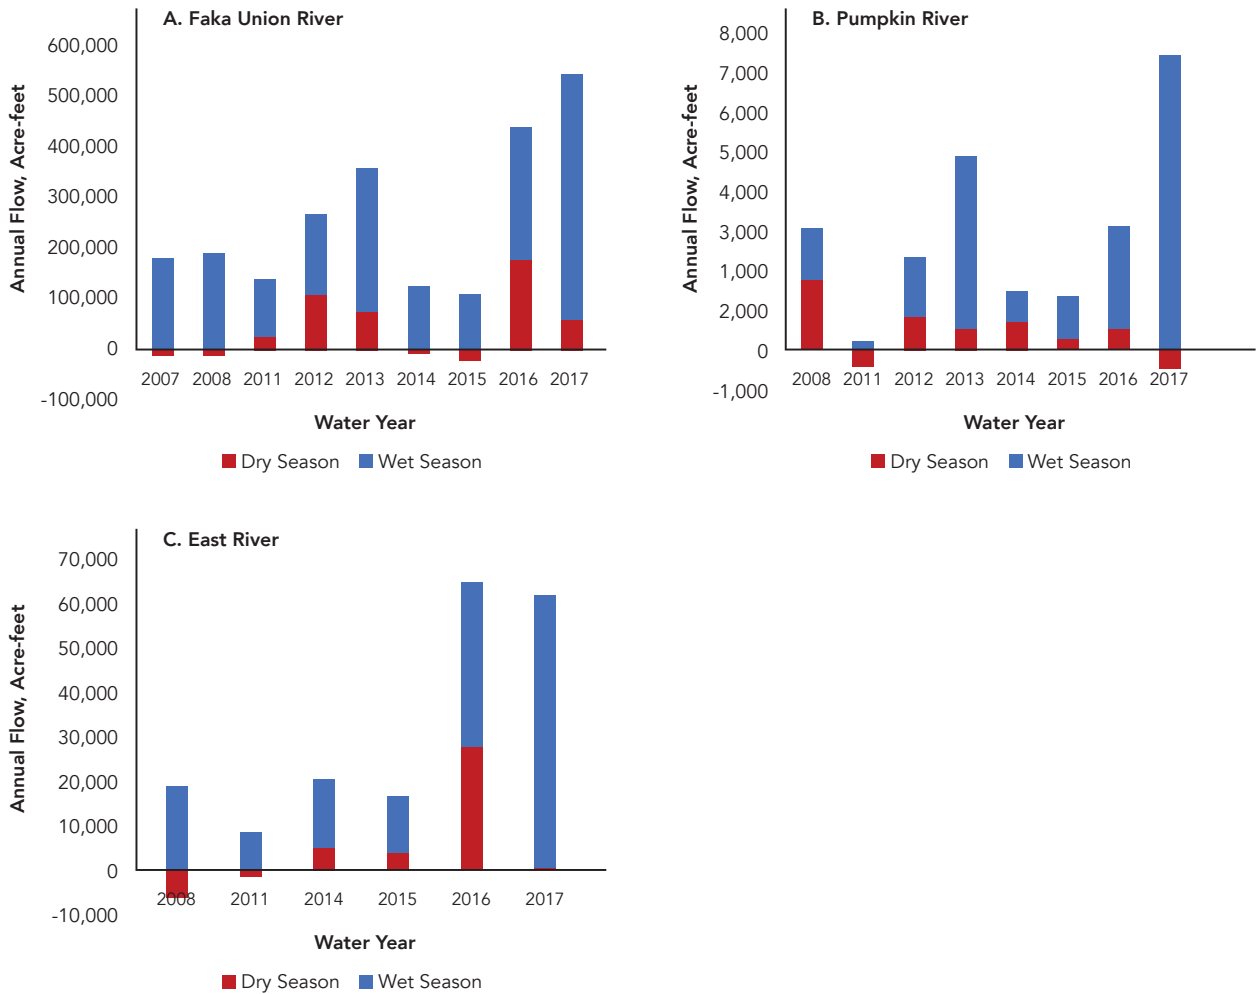 A. Faka Union River
Annual Flow, Acre-feet
600,000
500,000
400,000
300,000
200,000
100,000
0
-100,000
2007 2008 2011 2012 2013 2014 2015 2016 2017
Water Year
Dry Season Wet Season
B. Pumpkin River
Annual Flow, Acre-feet
8,000
7,000
6,000
5,000
4,000
3,000
1,000
2,000
0
-1,000
2008 2011 2012 2013 2014 2015 2016 2017
Water Year
Dry Season Wet Season
C. East River
Annual Flow, Acre-feet
70,000
60,000
50,000
40,000
30,000
20,000
10,000
0
-10,000
2008 2011 2014 2015 2016 2017
Water Year
Dry Season Wet Season